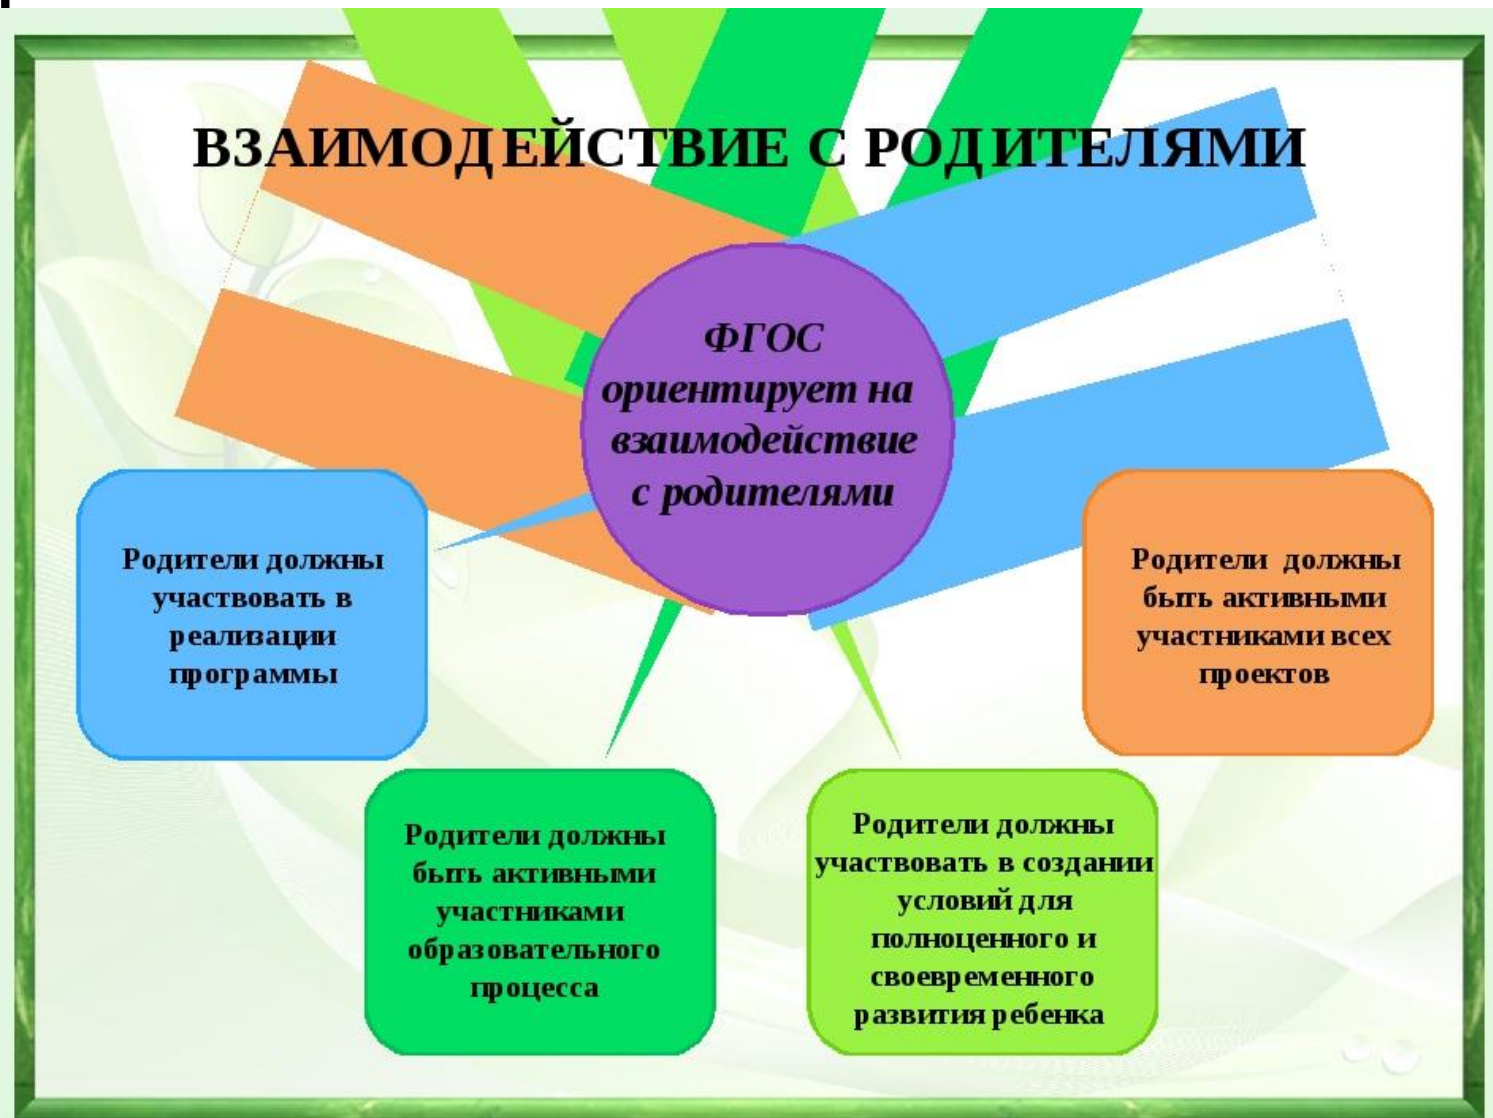 ВЗАИМОДЕЙСТВИЕ С РОДИТЕЛЯМИ
ФГОС
ориентирует на
взаимодействие
с родителями
Родители должны
участвовать в
реализации
программы
Родители должны
быть активными
участниками
образовательного
процесса
Родители должны
участвовать в создании
условий для
полноценного и
своевременного
развития ребенка
Родители должны
быть активными
участниками всех
проектов